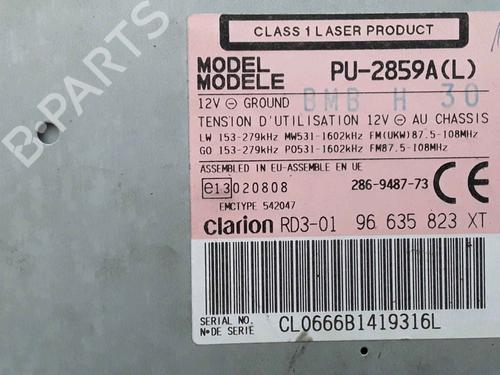 CLASS 1 LASER PRODUCT
MODEL
MODELE
PU-2859A(L)
12V ⊖ GROUND
BMB H 30
TENSION D'UTILISATION 12V ⊖ AU CHASSIS
LW 153-279kHz MW531-1602kHz FM(UKW)87.5-108MHz
GO 153-279kHz PO531-1602kHz FM87.5-108MHz
ASSEMBLED IN EU-ASSEMBLE EN UE
e13 020808
286-9487-73 CE
EMCTYPE 542047
clarion RD3-01 96 635 823 XT
SERIAL NO.
N•DE SERIE
CL0666B1419316L
B-PARTS